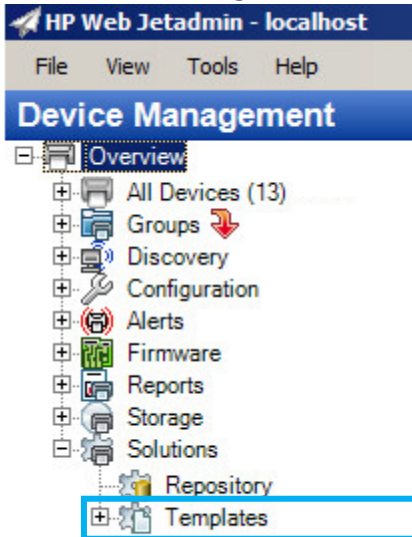 HP Web Jetadmin - localhost
File View Tools Help
Device Management
Overview
All Devices (13)
Groups
Discovery
Configuration
Alerts
Firmware
Reports
Storage
Solutions
Repository
Templates